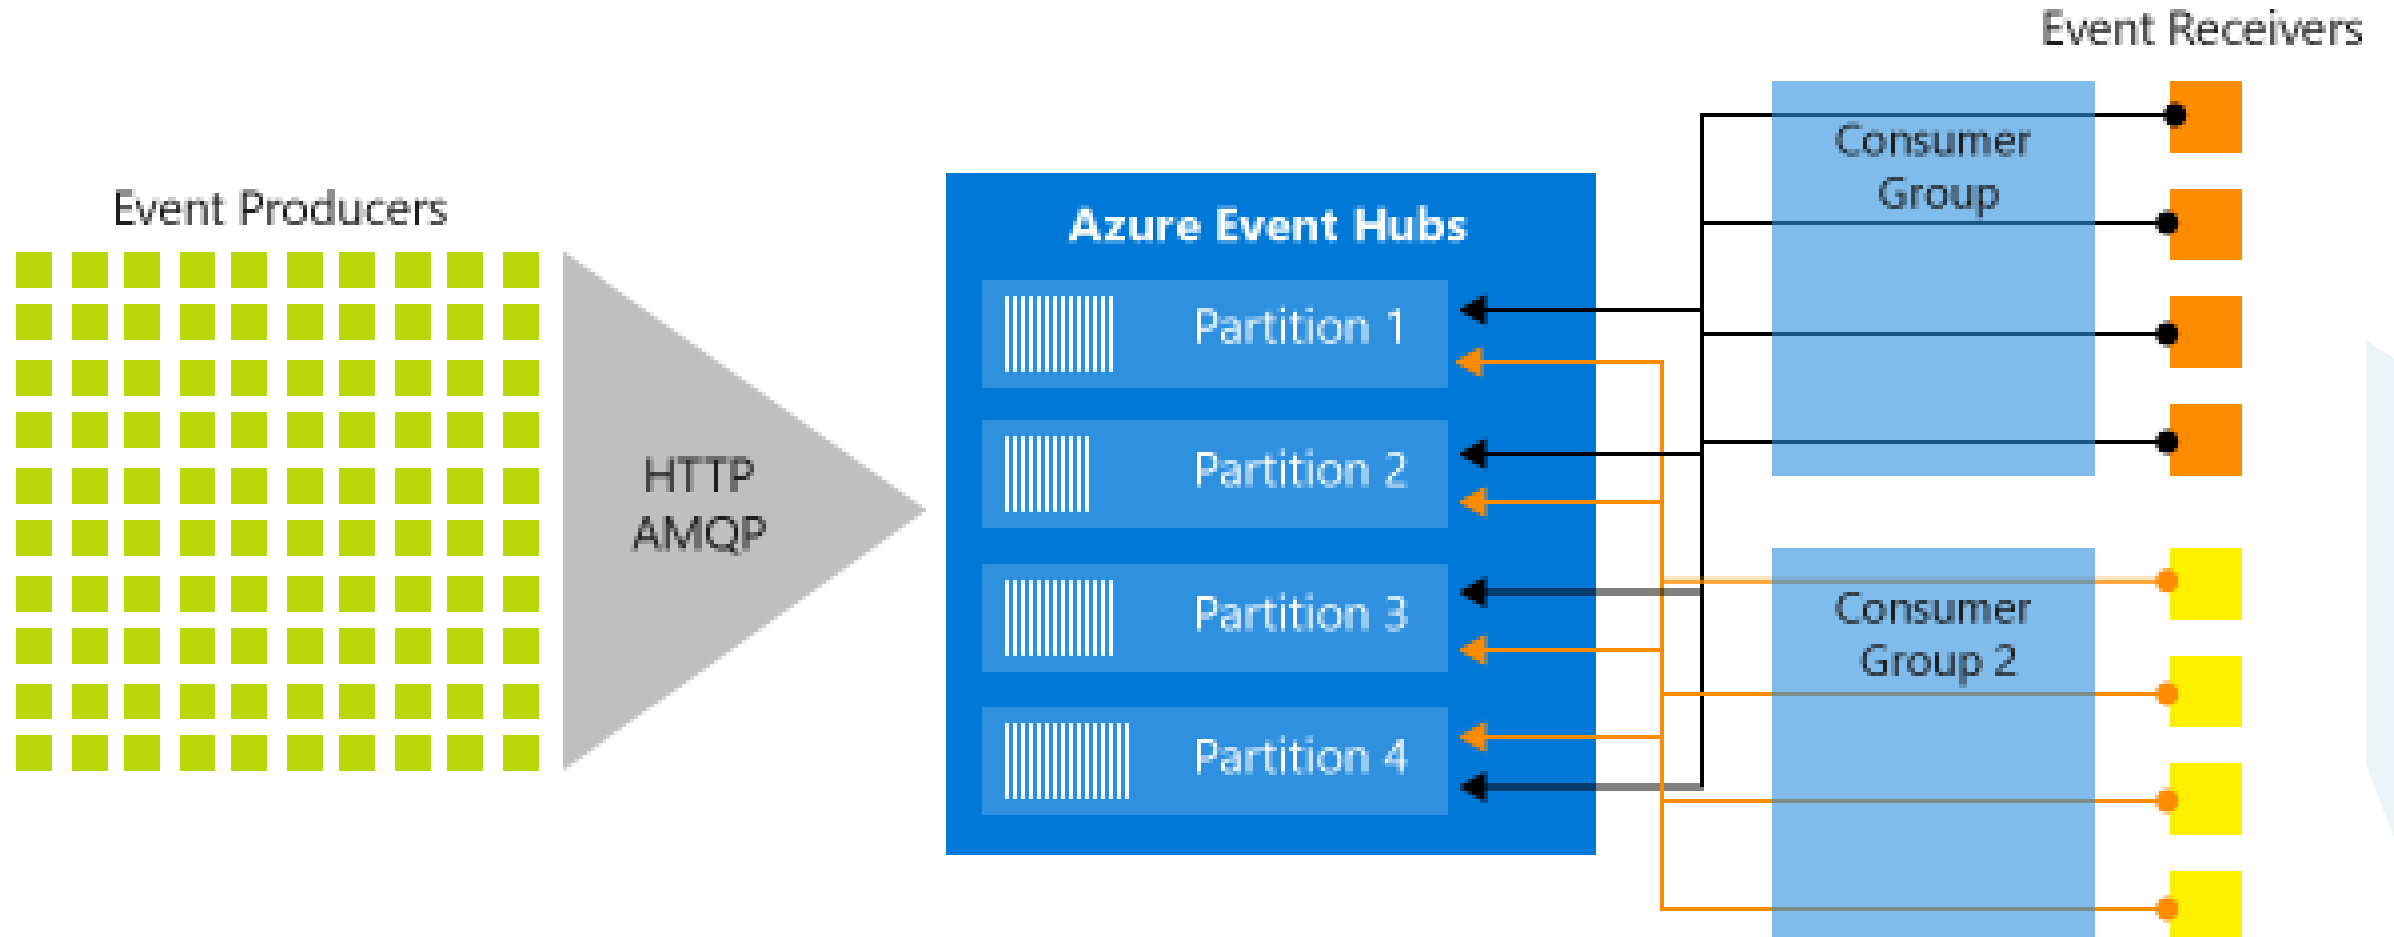 Event Receivers
Consumer
Group
Event Producers
Azure Event Hubs
Partition 1
HTTP
AMQP
Partition 2
Partition 3
Partition 4
Consumer
Group 2